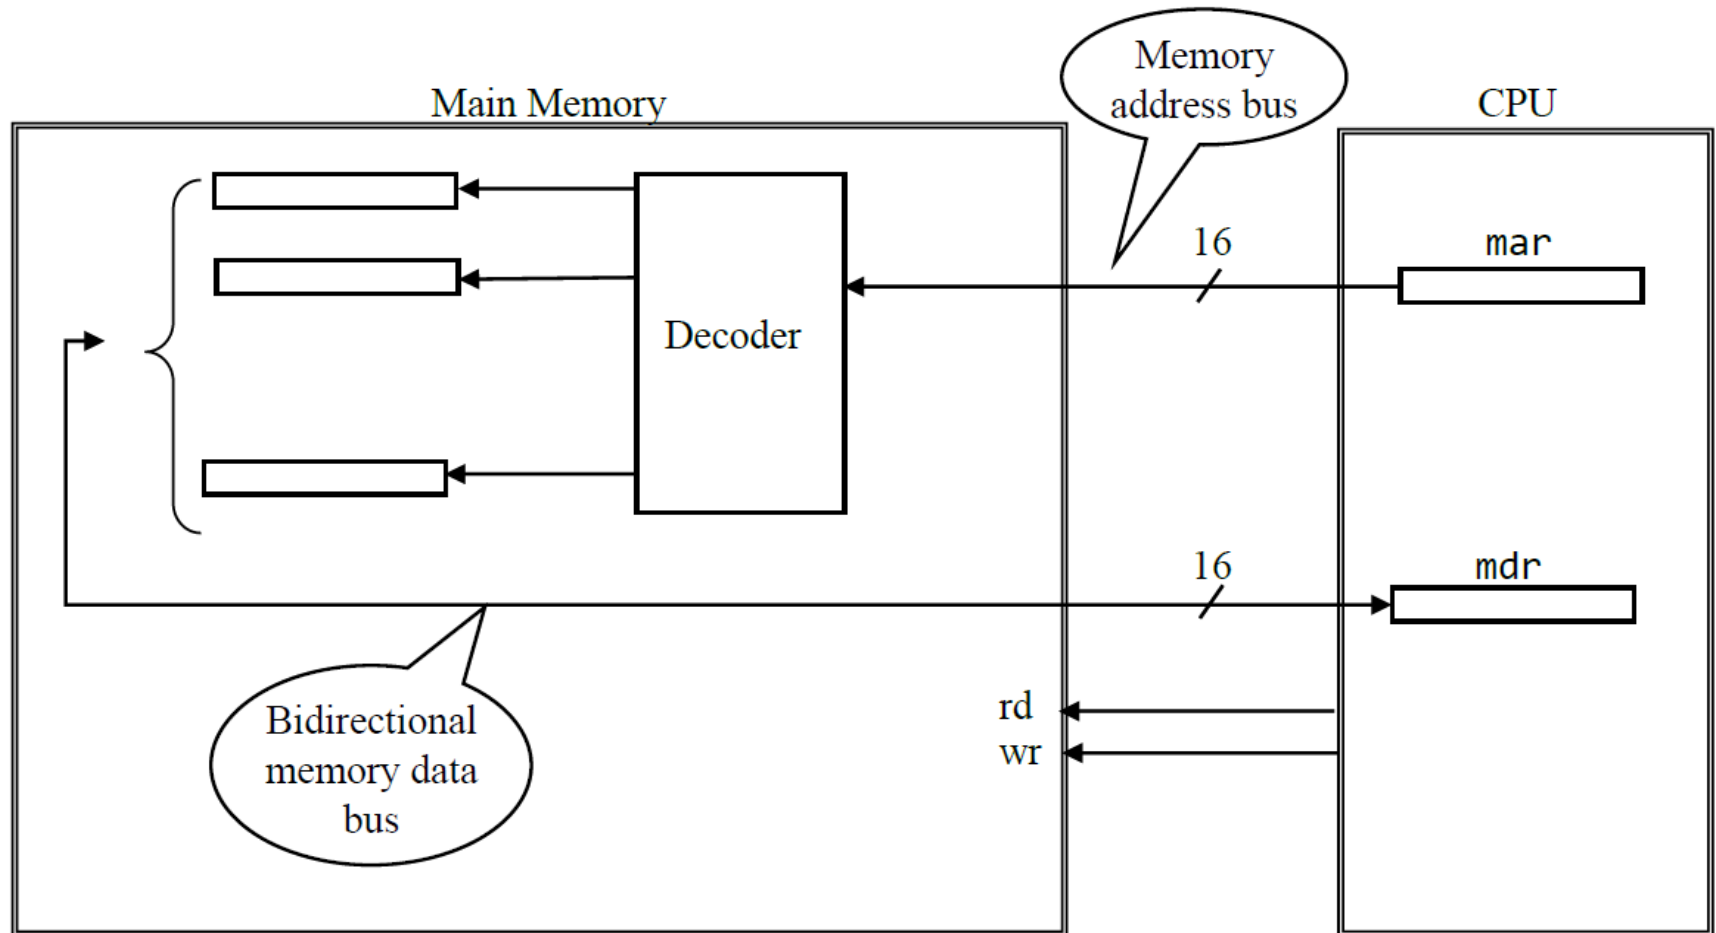 Memory
address bus
Main Memory
CPU
16
mar
Decoder
16
mdr
rd
wr
Bidirectional
memory data
bus